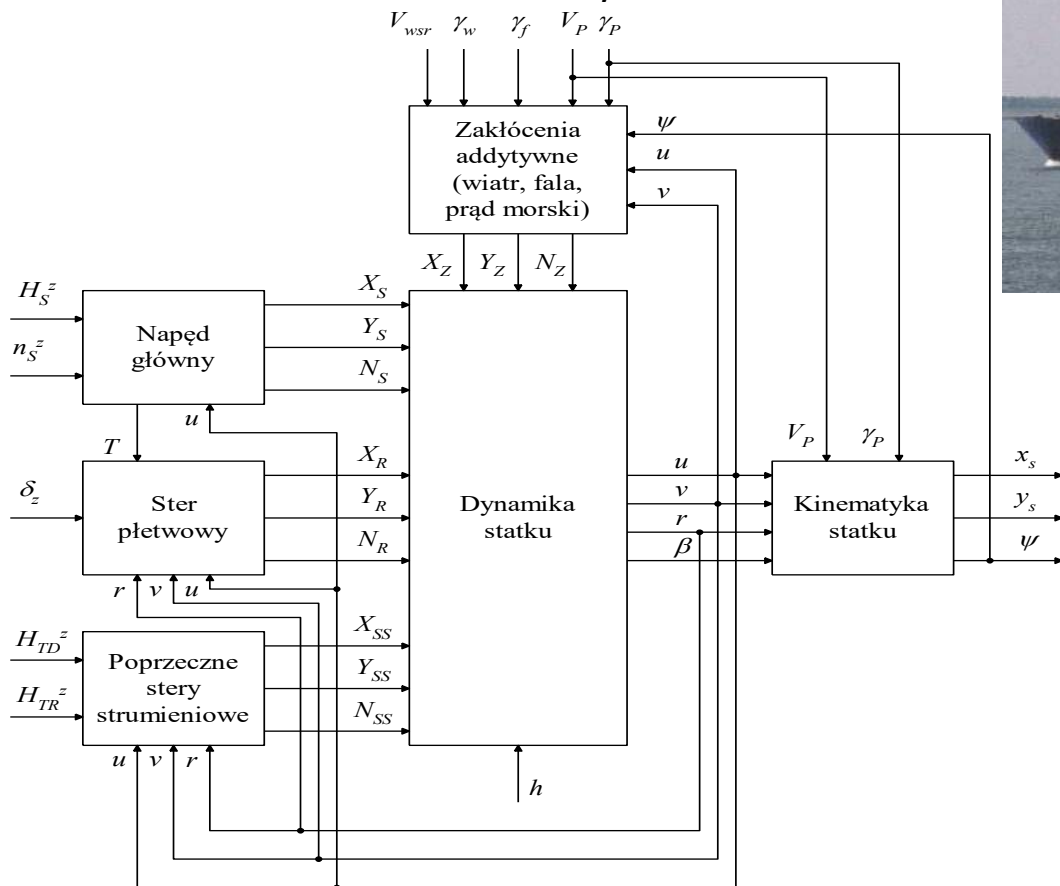 V_wsr γ_w γ_f V_P γ_P
Zakłócenia
addytywne
(wiatr, fala,
prąd morski)
ψ
u
v
X_Z Y_Z N_Z
H_S^z
n_S^z
Napęd
główny
X_S
Y_S
N_S
T
u
δ_z
Ster
płetwowy
X_R
Y_R
N_R
r v u
H_TD^z
H_TR^z
Poprzeczne
stery
strumieniowe
X_SS
Y_SS
N_SS
u v r
Dynamika
statku
h
u
v
r
β
V_P γ_P
Kinematyka
statku
x_s
y_s
ψ